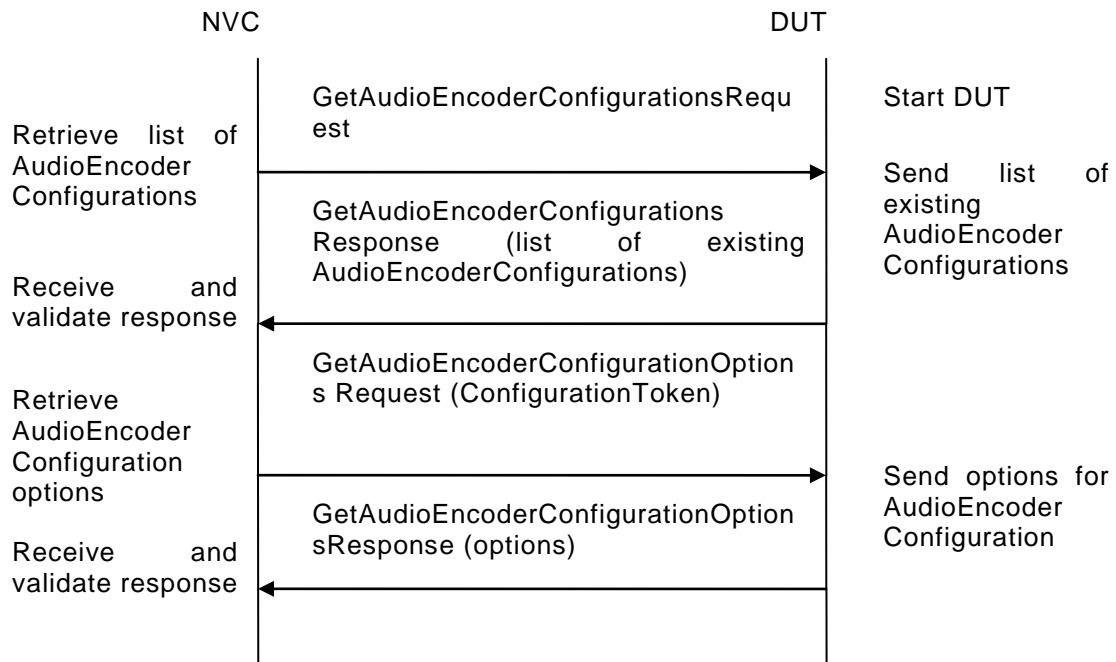 NVC
DUT
GetAudioEncoderConfigurationsRequ
est
Start DUT
Retrieve list of
AudioEncoder
Configurations
Send list of
existing
AudioEncoder
Configurations
GetAudioEncoderConfigurations
Response (list of existing
AudioEncoderConfigurations)
Receive and
validate response
GetAudioEncoderConfigurationOption
s Request (ConfigurationToken)
Retrieve
AudioEncoder
Configuration
options
Send options for
AudioEncoder
Configuration
GetAudioEncoderConfigurationOption
sResponse (options)
Receive and
validate response